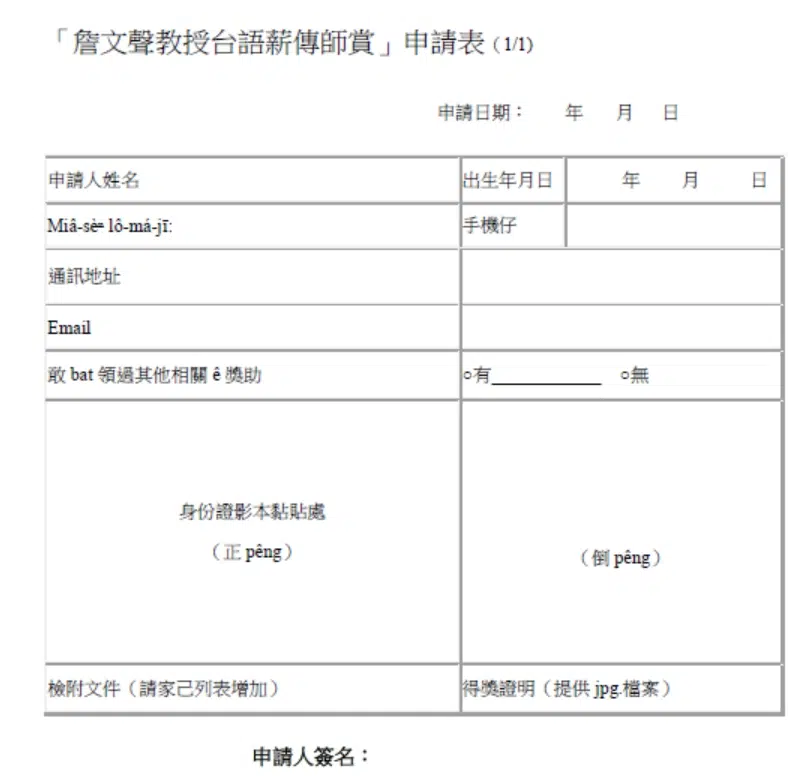 「詹文聲教授台語薪傳師賞」申請表（1/1）
申請日期：　　年　　月　　日
申請人姓名　出生年月日　年　月　日
Miâ-sèⁿ lô-má-jī:　手機仔
通訊地址
Email
敢 bat 領過其他相關 ê 獎助　○有____________　○無
身份證影本黏貼處
（正 pêng）　（倒 pêng）
檢附文件（請家己列表增加）　得獎證明（提供 jpg.檔案）
申請人簽名：